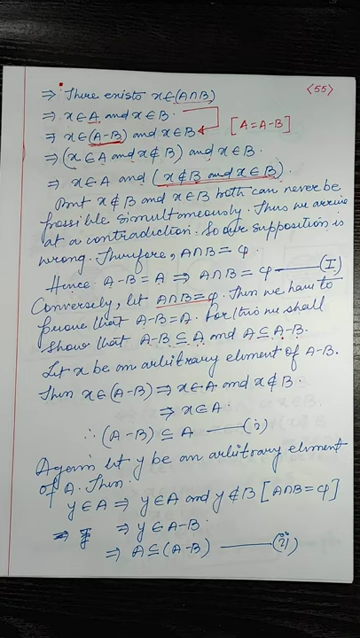 <55>
⇒ There exists x∈(A∩B)
⇒ x∈A and x∈B.
⇒ x∈(A-B) and x∈B [A=A-B]
⇒ (x∈A and x∉B) and x∈B.
⇒ x∈A and (x∉B and x∈B).
But x∉B and x∈B both can never be
possible simultaneously. Thus we arrive
at a contradiction. So our supposition is
wrong. Therefore, A∩B = φ.
Hence A-B=A ⇒ A∩B = φ —(I)
Conversely, let A∩B=φ. Then we have to
prove that A-B=A. For this we shall
show that A-B⊆A and A⊆A-B.
Let x be an arbitrary elment of A-B.
Then x∈(A-B)⇒x∈A and x∉B.
⇒ x∈A.
∴ (A-B)⊆A —(i)
Again let y be an arbitrary elment
of A. Then
y∈A ⇒ y∈A and y∉B [A∩B=φ]
⇒ y∈A-B.
⇒ A⊆(A-B) —(ii)